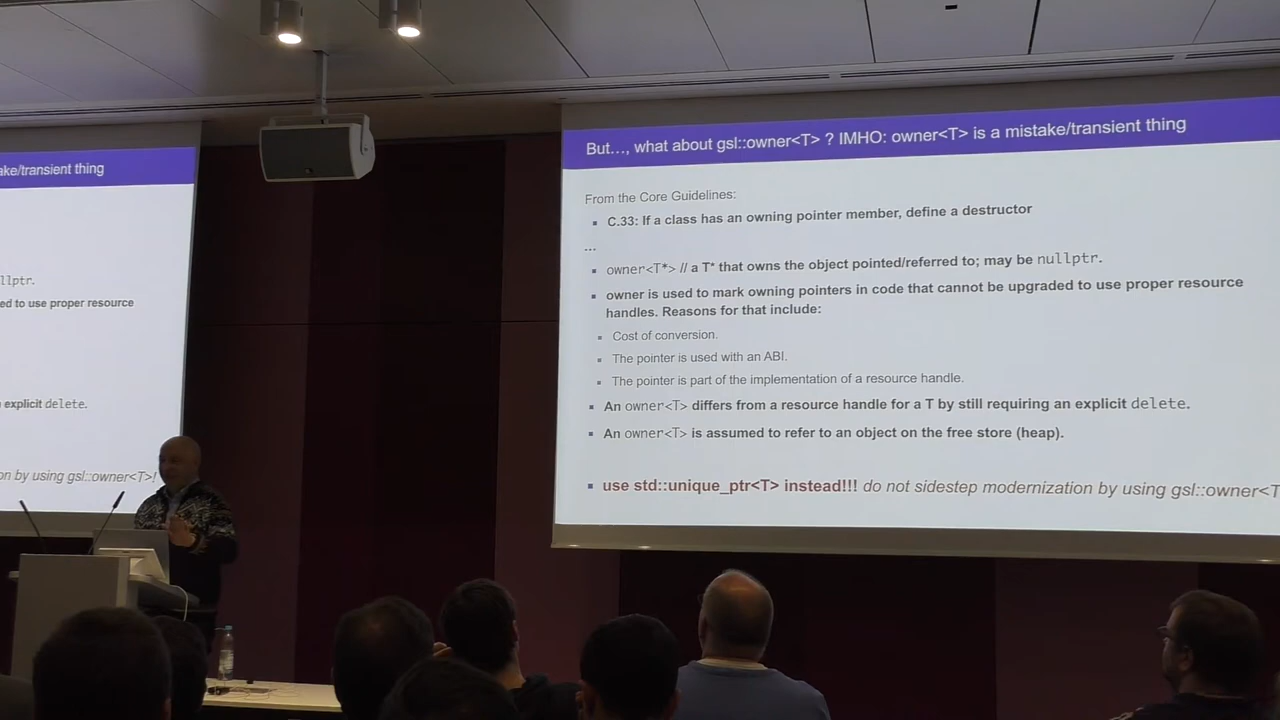 ake/transient thing
llptr.
ed to use proper resource
explicit delete.
on by using gsl::owner<T>!
But..., what about gsl::owner<T> ? IMHO: owner<T> is a mistake/transient thing
From the Core Guidelines:
▪ C.33: If a class has an owning pointer member, define a destructor
...
▪ owner<T*> // a T* that owns the object pointed/referred to; may be nullptr.
▪ owner is used to mark owning pointers in code that cannot be upgraded to use proper resource
handles. Reasons for that include:
▪ Cost of conversion.
▪ The pointer is used with an ABI.
▪ The pointer is part of the implementation of a resource handle.
▪ An owner<T> differs from a resource handle for a T by still requiring an explicit delete.
▪ An owner<T> is assumed to refer to an object on the free store (heap).
▪ use std::unique_ptr<T> instead!!! do not sidestep modernization by using gsl::owner<T